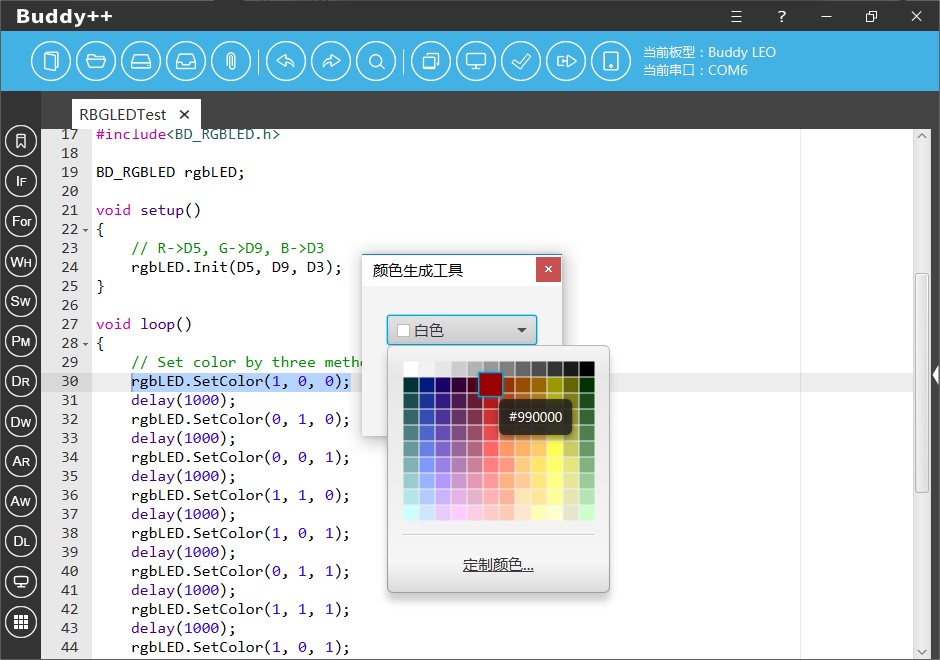 Buddy++
?
当前板型：Buddy LEO
当前串口：COM6
RBGLEDTest
IF
For
WH
SW
PM
DR
DW
AR
AW
DL
17 #include<BD_RGBLED.h>
18
19 BD_RGBLED rgbLED;
20
21 void setup()
22 {
23 // R->D5, G->D9, B->D3
24 rgbLED.Init(D5, D9, D3);
25 }
26
27 void loop()
28 {
29 // Set color by three meth
30 rgbLED.SetColor(1, 0, 0);
31 delay(1000);
32 rgbLED.SetColor(0, 1, 0);
33 delay(1000);
34 rgbLED.SetColor(0, 0, 1);
35 delay(1000);
36 rgbLED.SetColor(1, 1, 0);
37 delay(1000);
38 rgbLED.SetColor(1, 0, 1);
39 delay(1000);
40 rgbLED.SetColor(0, 1, 1);
41 delay(1000);
42 rgbLED.SetColor(1, 1, 1);
43 delay(1000);
44 rgbLED.SetColor(1, 0, 1);
颜色生成工具
白色
#990000
定制颜色...